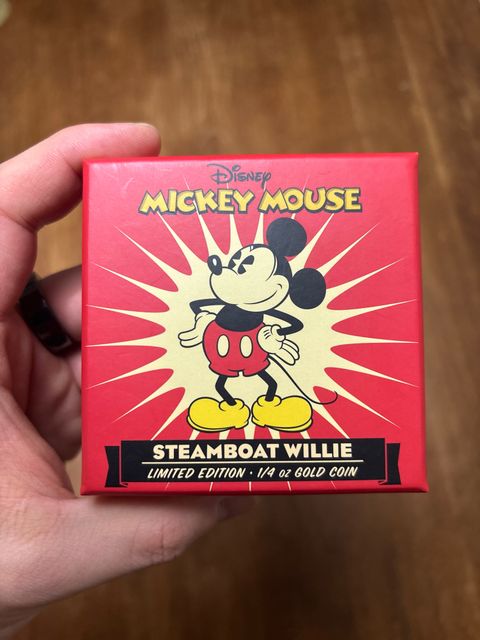 Disney
MICKEY MOUSE
STEAMBOAT WILLIE
LIMITED EDITION · 1/4 oz GOLD COIN